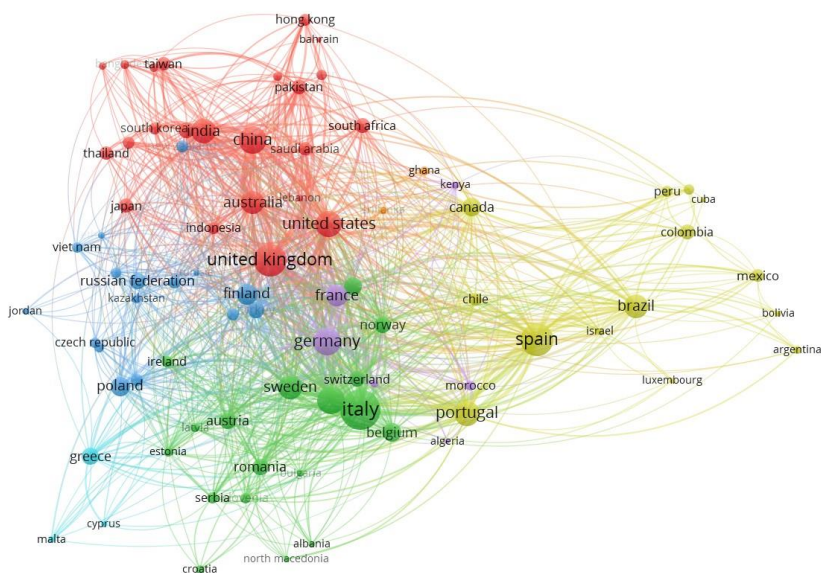 hong kong
bahrain
taiwan
pakistan
south korea
india
china
south africa
thailand
saudi arabia
ghana
kenya
peru
cuba
lebanon
japan
australia
canada
indonesia
united states
colombia
viet nam
united kingdom
russian federation
mexico
kazakhstan
finland
france
chile
brazil
jordan
bolivia
norway
israel
czech republic
germany
spain
argentina
ireland
poland
sweden
switzerland
morocco
luxembourg
italy
portugal
austria
latvia
belgium
algeria
greece
estonia
romania
bulgaria
serbia
slovenia
cyprus
malta
albania
north macedonia
croatia